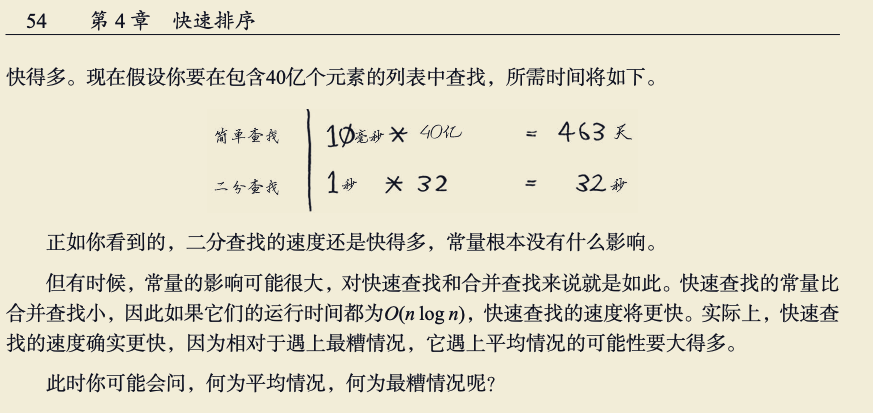 54 第4章 快速排序
快得多。现在假设你要在包含40亿个元素的列表中查找，所需时间将如下。
简单查找 10毫秒 * 40亿 = 463 天
二分查找 1秒 * 32 = 32 秒
正如你看到的，二分查找的速度还是快得多，常量根本没有什么影响。
但有时候，常量的影响可能很大，对快速查找和合并查找来说就是如此。快速查找的常量比
合并查找小，因此如果它们的运行时间都为O(n log n)，快速查找的速度将更快。实际上，快速查
找的速度确实更快，因为相对于遇上最糟情况，它遇上平均情况的可能性要大得多。
此时你可能会问，何为平均情况，何为最糟情况呢？